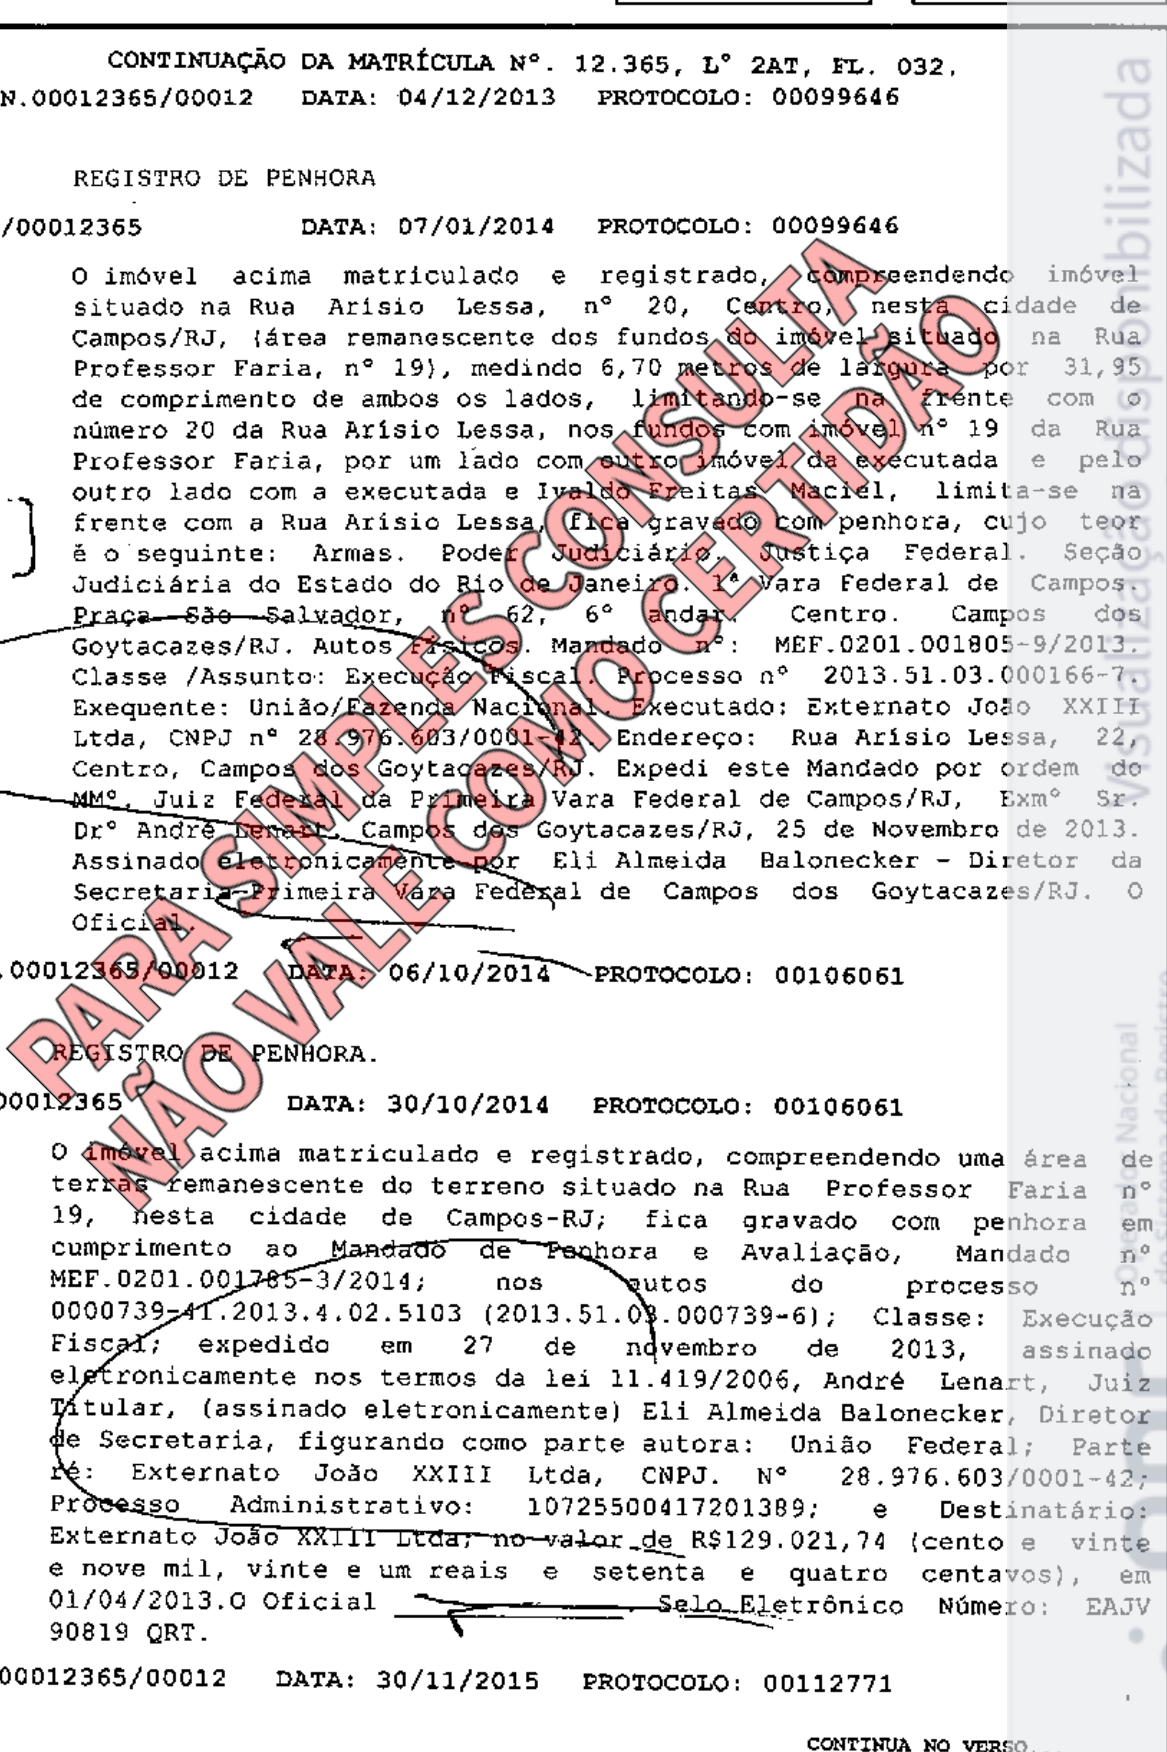 CONTINUAÇÃO DA MATRÍCULA Nº. 12.365, Lº 2AT, FL. 032,
N.00012365/00012 DATA: 04/12/2013 PROTOCOLO: 00099646
REGISTRO DE PENHORA
/00012365 DATA: 07/01/2014 PROTOCOLO: 00099646
O imóvel acima matriculado e registrado, compreendendo imóvel
situado na Rua Arísio Lessa, nº 20, Centro, nesta cidade de
Campos/RJ, (área remanescente dos fundos do imóvel situado na Rua
Professor Faria, nº 19), medindo 6,70 metros de largura por 31,95
de comprimento de ambos os lados, limitando-se na frente com o
número 20 da Rua Arísio Lessa, nos fundos com imóvel nº 19 da Rua
Professor Faria, por um lado com outro imóvel da executada e pelo
outro lado com a executada e Ivaldo Freitas Maciel, limita-se na
frente com a Rua Arísio Lessa, fica gravado com penhora, cujo teor
é o seguinte: Armas. Poder Judiciário. Justiça Federal. Seção
Judiciária do Estado do Rio de Janeiro. 1ª Vara Federal de Campos.
Praça São Salvador, nº 62, 6º andar. Centro. Campos dos
Goytacazes/RJ. Autos Físicos. Mandado nº: MEF.0201.001805-9/2013.
Classe /Assunto: Execução Fiscal. Processo nº 2013.51.03.000166-7.
Exequente: União/Fazenda Nacional. Executado: Externato João XXIII
Ltda, CNPJ nº 28.976.603/0001-42. Endereço: Rua Arísio Lessa, 22,
Centro, Campos dos Goytacazes/RJ. Expedi este Mandado por ordem do
MMº. Juiz Federal da Primeira Vara Federal de Campos/RJ, Exmº Sr.
Drº André Lenart. Campos dos Goytacazes/RJ, 25 de Novembro de 2013.
Assinado eletronicamente por Eli Almeida Balonecker - Diretor da
Secretaria-Primeira Vara Federal de Campos dos Goytacazes/RJ. O
Oficial.
.00012365/00012 DATA: 06/10/2014 PROTOCOLO: 00106061
REGISTRO DE PENHORA.
00012365 DATA: 30/10/2014 PROTOCOLO: 00106061
O imóvel acima matriculado e registrado, compreendendo uma área de
terras remanescente do terreno situado na Rua Professor Faria nº
19, nesta cidade de Campos-RJ; fica gravado com penhora em
cumprimento ao Mandado de Penhora e Avaliação, Mandado nº
MEF.0201.001785-3/2014; nos autos do processo nº
0000739-41.2013.4.02.5103 (2013.51.03.000739-6); Classe: Execução
Fiscal; expedido em 27 de novembro de 2013, assinado
eletronicamente nos termos da lei 11.419/2006, André Lenart, Juiz
Titular, (assinado eletronicamente) Eli Almeida Balonecker, Diretor
de Secretaria, figurando como parte autora: União Federal; Parte
ré: Externato João XXIII Ltda, CNPJ. Nº 28.976.603/0001-42;
Processo Administrativo: 10725500417201389; e Destinatário:
Externato João XXIII Ltda; no valor de R$129.021,74 (cento e vinte
e nove mil, vinte e um reais e setenta e quatro centavos), em
01/04/2013.O Oficial Selo Eletrônico Número: EAJV
90819 QRT.
00012365/00012 DATA: 30/11/2015 PROTOCOLO: 00112771
CONTINUA NO VERSO...
PARA SIMPLES CONSULTA
NÃO VALE COMO CERTIDÃO
Visualização disponibilizada
Operador Nacional
do Sistema de Registro